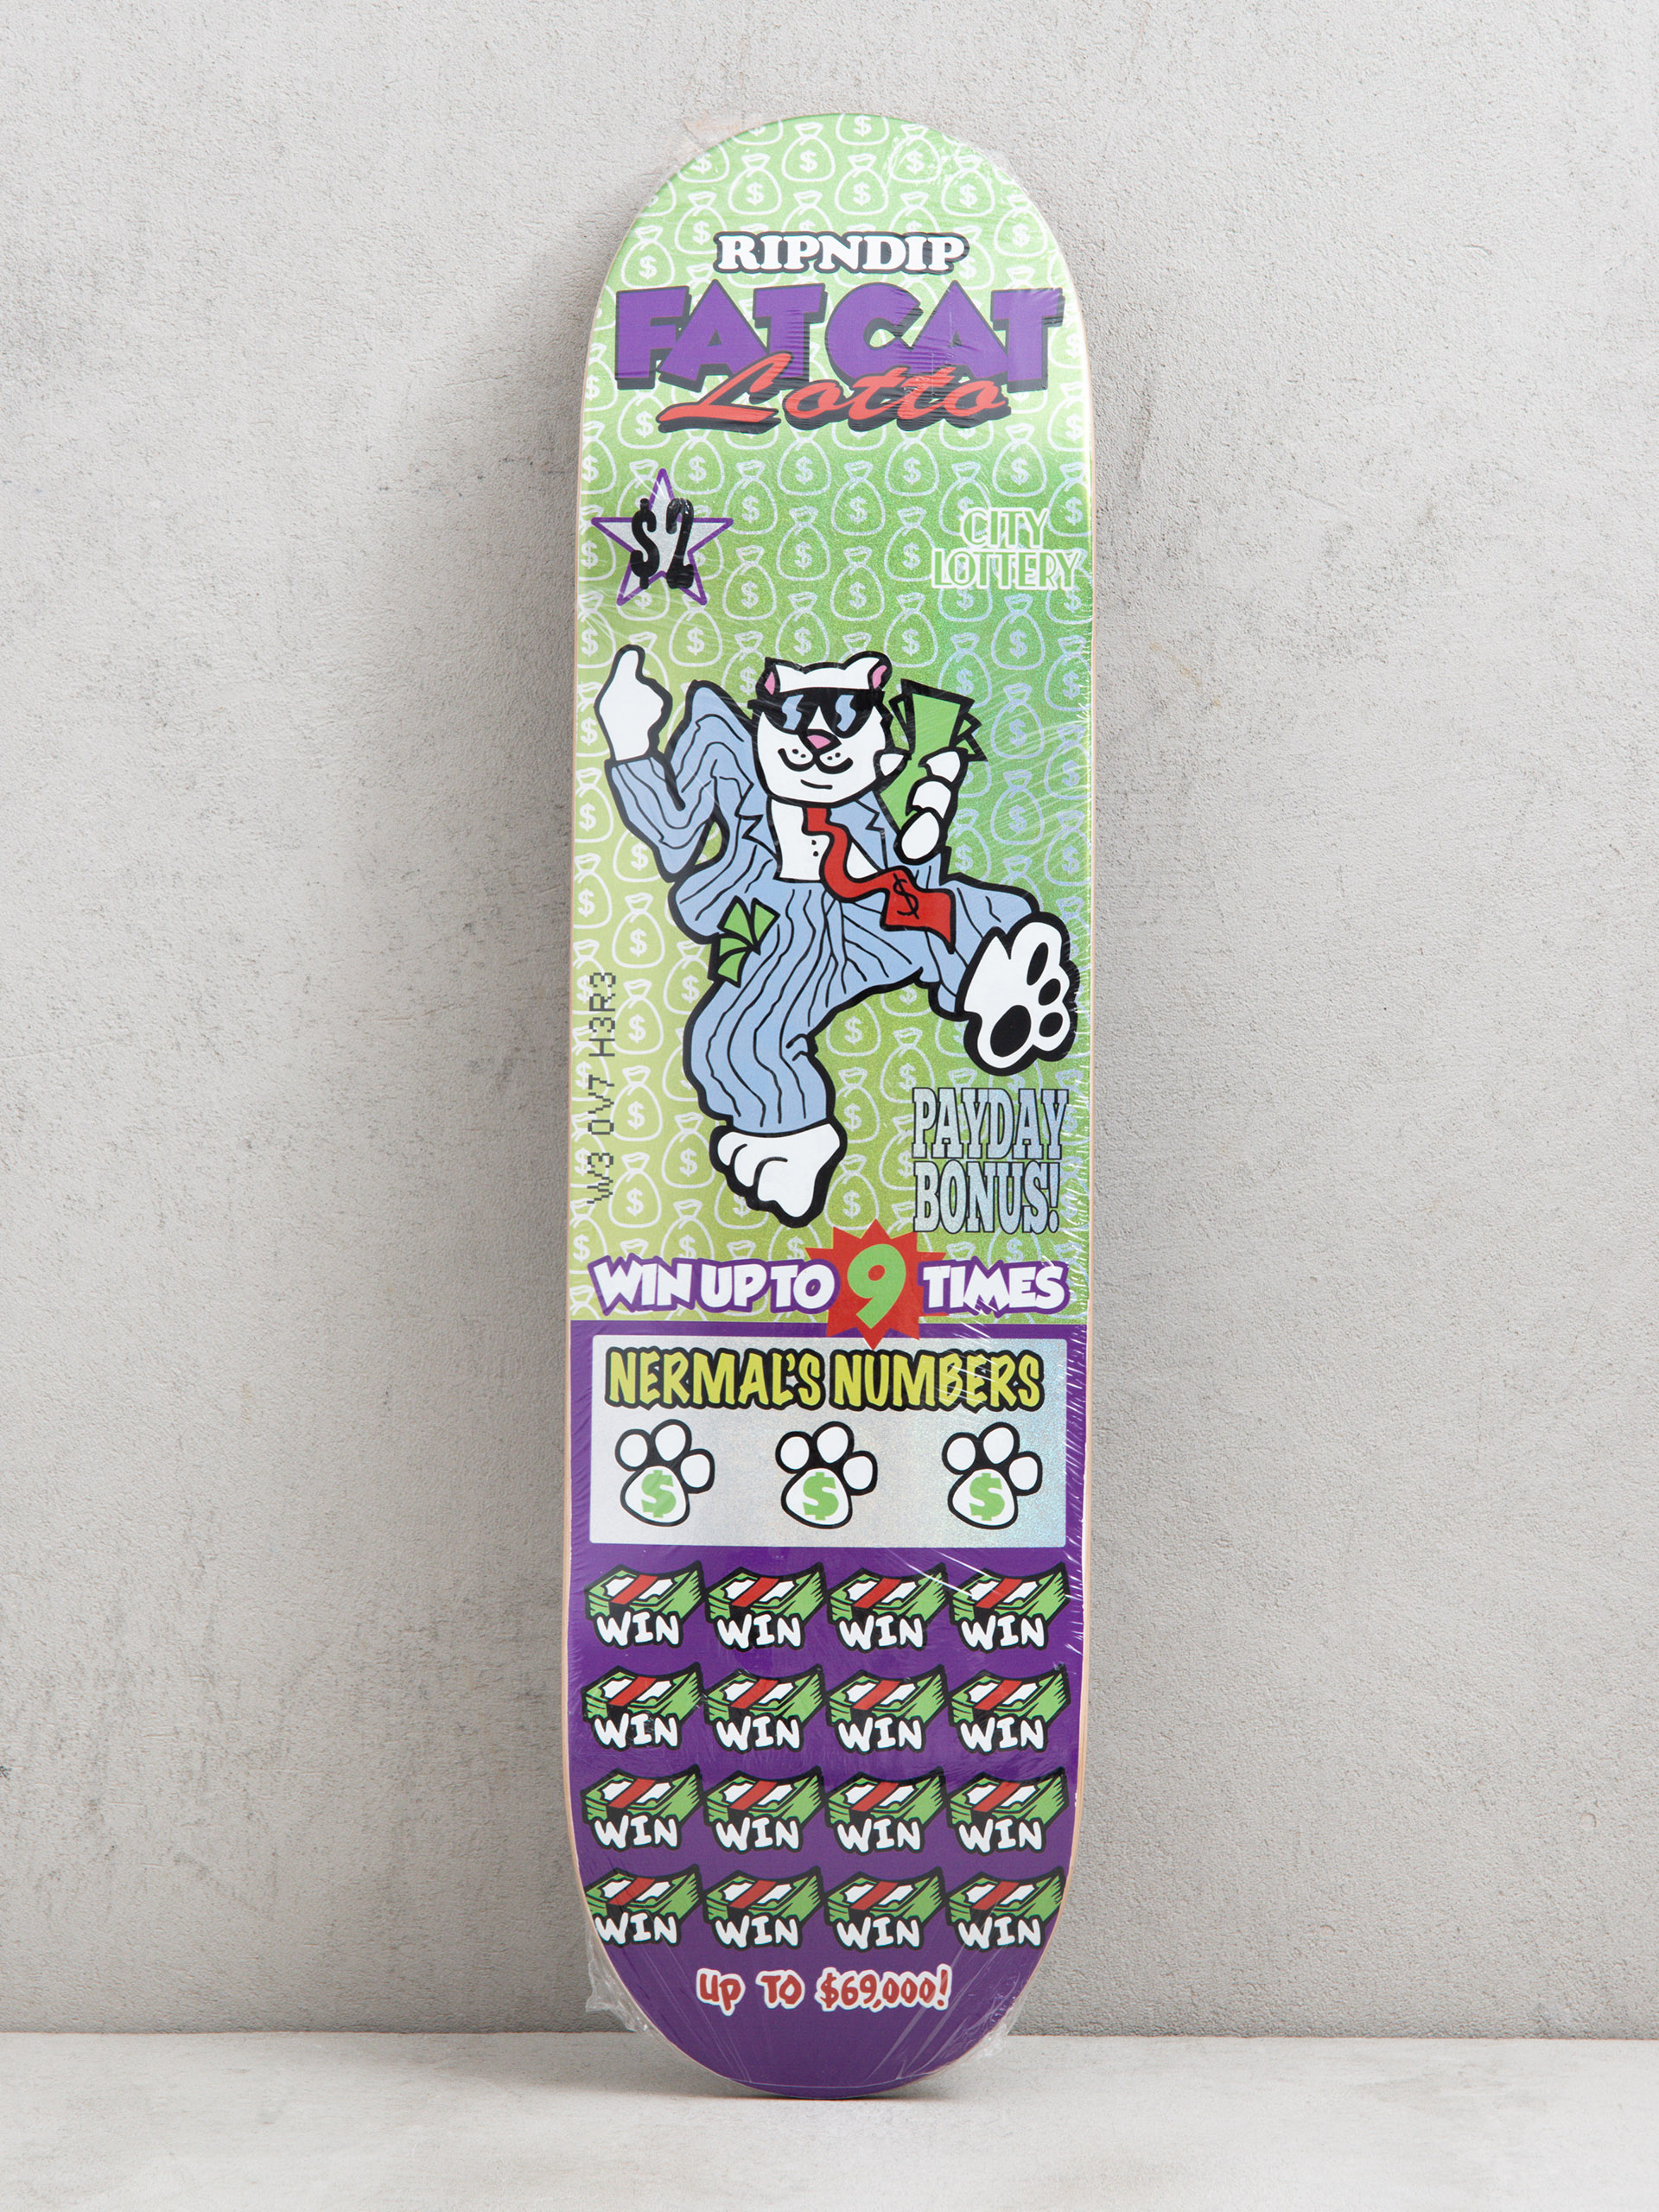 RIPNDIP
FAT CAT
Lotto
$2
CITY
LOTTERY
W3 0V7 H3R3
PAYDAY
BONUS!
WIN UP TO 9 TIMES
NERMAL'S NUMBERS
$ $ $
WIN WIN WIN WIN
WIN WIN WIN WIN
WIN WIN WIN WIN
WIN WIN WIN WIN
UP TO $69,000!